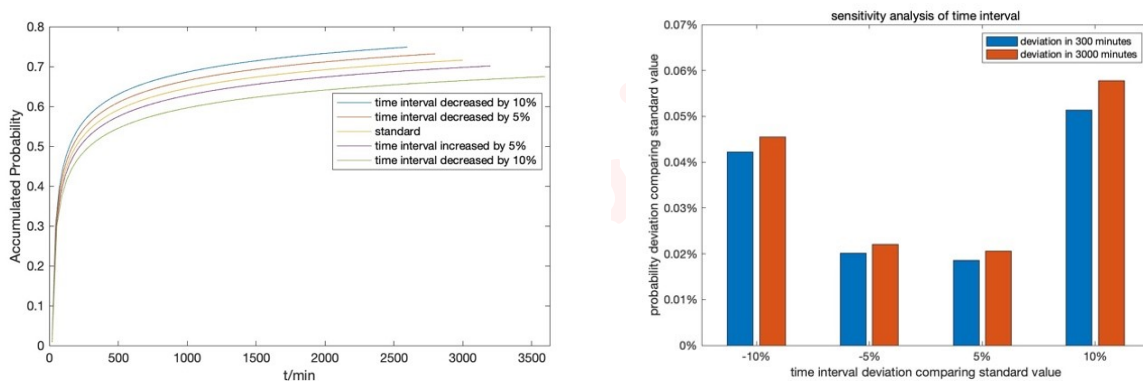 0.8
0.7
0.6
0.5
0.4
0.3
0.2
0.1
0
Accumulated Probability
time interval decreased by 10%
time interval decreased by 5%
standard
time interval increased by 5%
time interval decreased by 10%
0 500 1000 1500 2000 2500 3000 3500
t/min
sensitivity analysis of time interval
0.07%
0.06%
0.05%
0.04%
0.03%
0.02%
0.01%
0%
probability deviation comparing standard value
deviation in 300 minutes
deviation in 3000 minutes
-10% -5% 5% 10%
time interval deviation comparing standard value